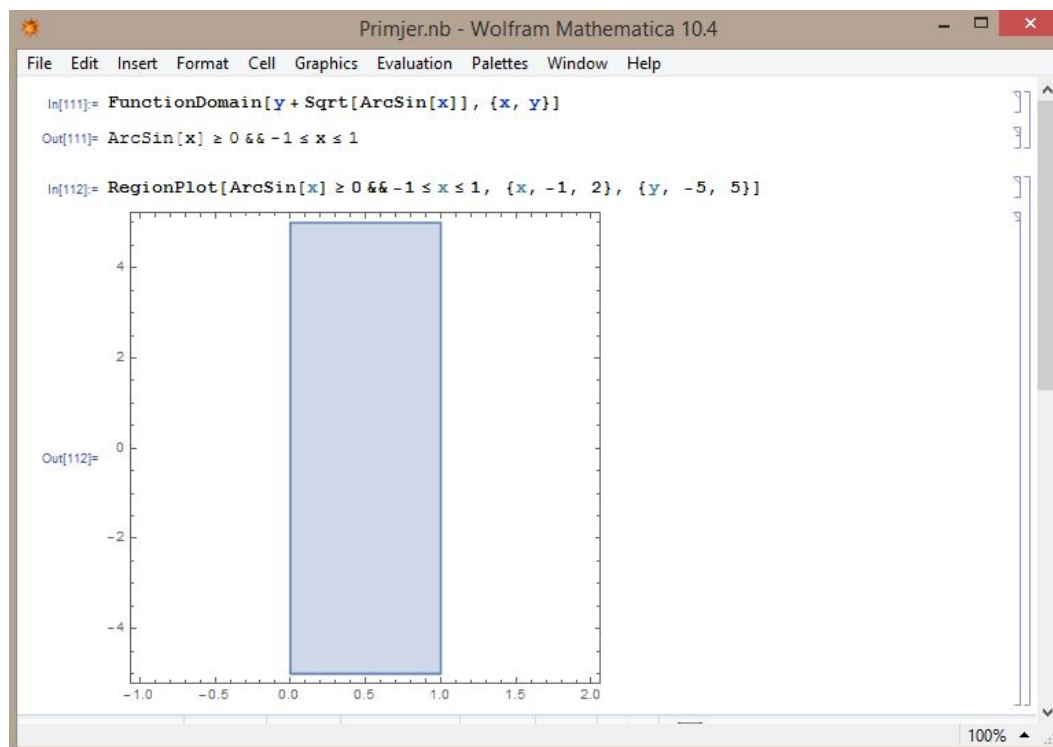 Primjer.nb - Wolfram Mathematica 10.4
File Edit Insert Format Cell Graphics Evaluation Palettes Window Help
In[111]:= FunctionDomain[y + Sqrt[ArcSin[x]], {x, y}]
Out[111]= ArcSin[x] ≥ 0 && -1 ≤ x ≤ 1
In[112]:= RegionPlot[ArcSin[x] ≥ 0 && -1 ≤ x ≤ 1, {x, -1, 2}, {y, -5, 5}]
4
2
0
Out[112]=
-2
-4
-1.0 -0.5 0.0 0.5 1.0 1.5 2.0
100%